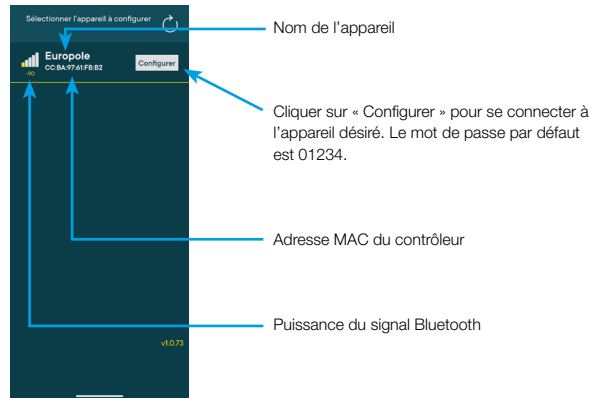 Sélectionner l'appareil à configurer
Nom de l'appareil
Europole
CC:BA:97:61:FB:B2
Configurer
-90
Cliquer sur « Configurer » pour se connecter à
l'appareil désiré. Le mot de passe par défaut
est 01234.
Adresse MAC du contrôleur
Puissance du signal Bluetooth
v1.0.73